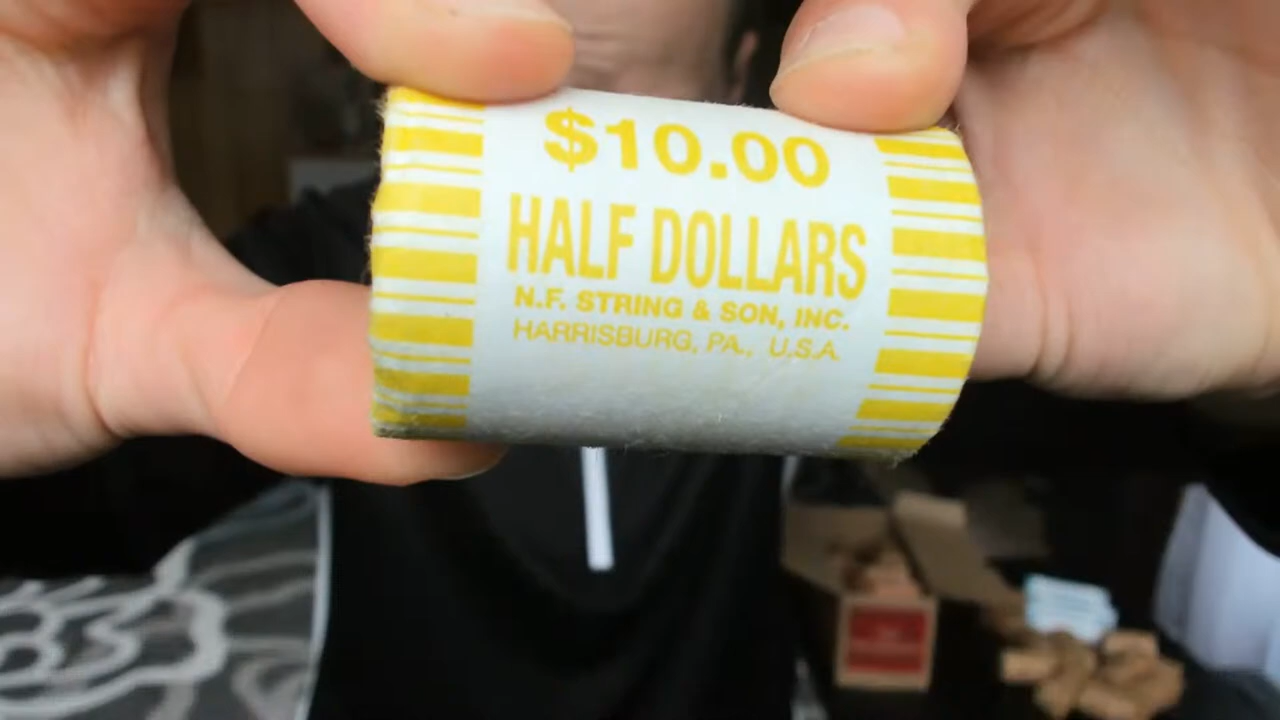 $10.00
HALF DOLLARS
N.F. STRING & SON, INC.
HARRISBURG, PA., U.S.A.